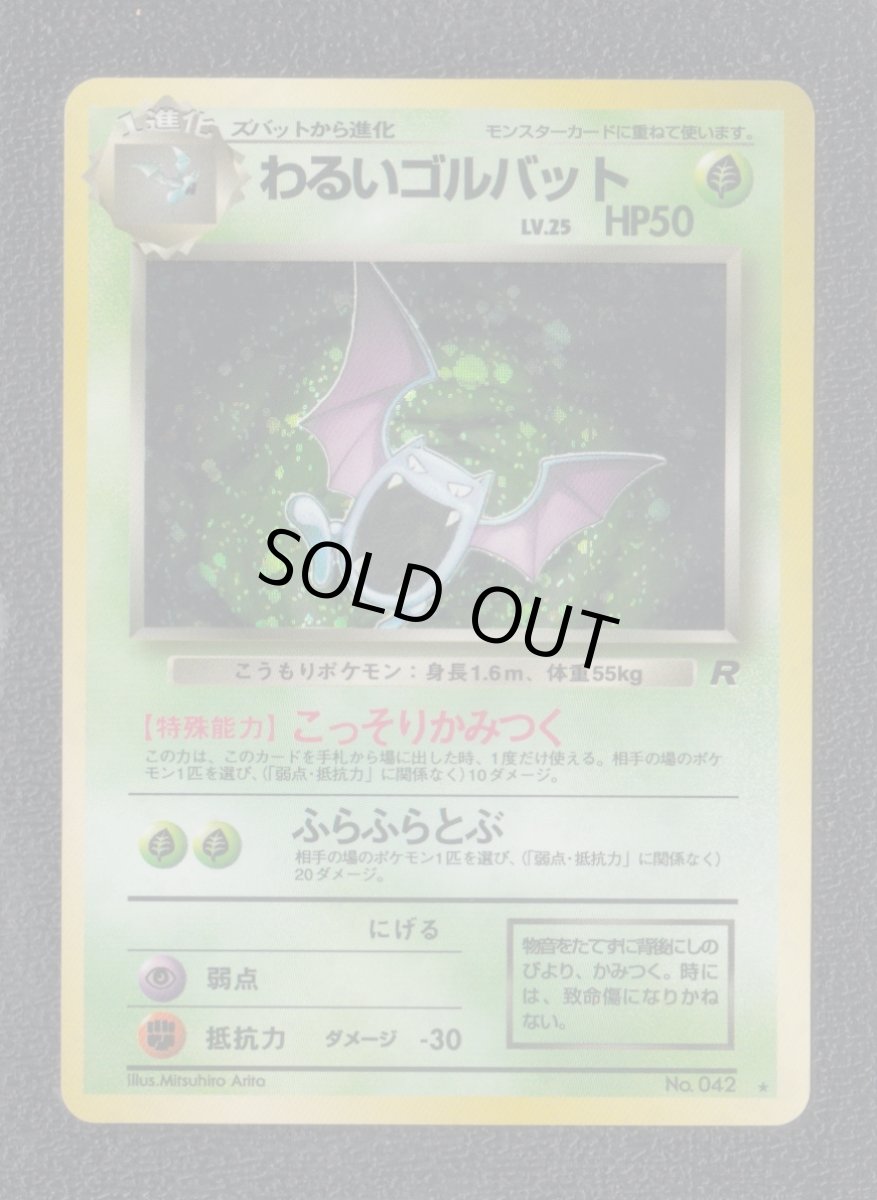 1進化
ズバットから進化
モンスターカードに重ねて使います。
わるいゴルバット
LV.25 HP50
SOLD OUT
こうもりポケモン：身長1.6m、体重55kg
R
【特殊能力】こっそりかみつく
この力は、このカードを手札から場に出した時、1度だけ使える。相手の場のポケ
モン1匹を選び、（「弱点・抵抗力」に関係なく）10ダメージ。
ふらふらとぶ
相手の場のポケモン1匹を選び、（「弱点・抵抗力」に関係なく）
20ダメージ。
にげる
弱点
抵抗力 ダメージ -30
物音をたてずに背後にしの
びより、かみつく。時に
は、致命傷になりかね
ない。
Illus.Mitsuhiro Arita
No. 042 ★